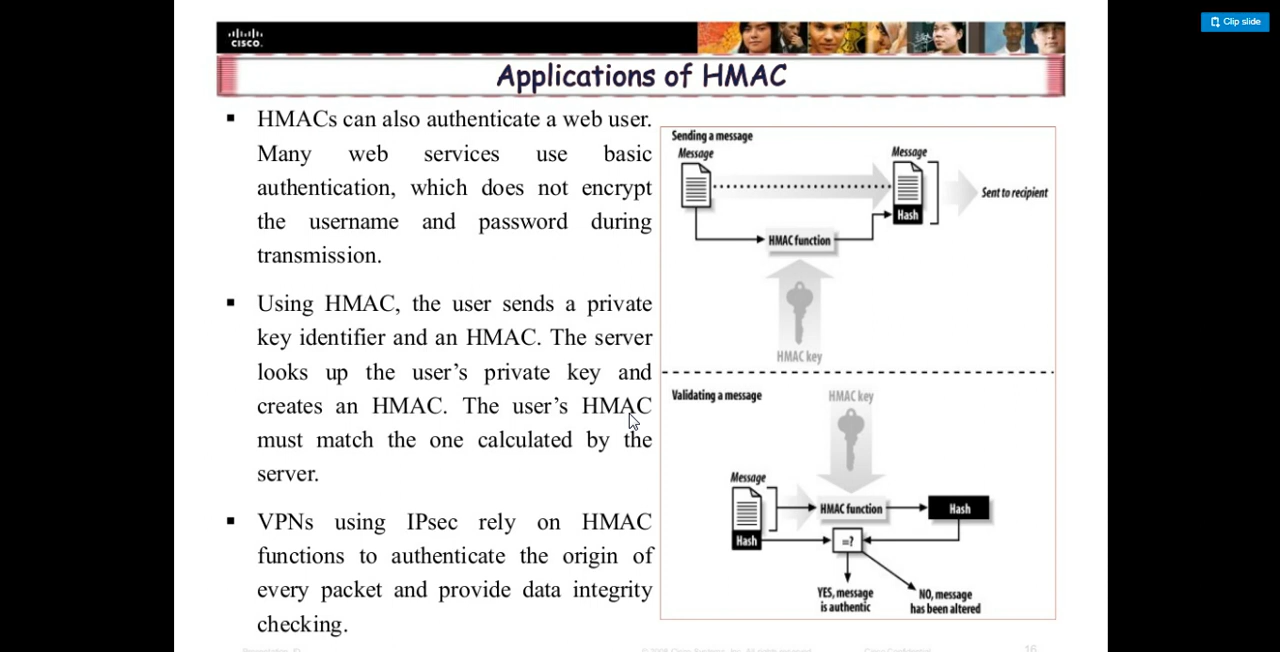 Clip slide
CISCO.
Applications of HMAC
▪ HMACs can also authenticate a web user.
Many web services use basic
authentication, which does not encrypt
the username and password during
transmission.
▪ Using HMAC, the user sends a private
key identifier and an HMAC. The server
looks up the user's private key and
creates an HMAC. The user's HMAC
must match the one calculated by the
server.
▪ VPNs using IPsec rely on HMAC
functions to authenticate the origin of
every packet and provide data integrity
checking.
Sending a message
Message
Message
Hash
Sent to recipient
HMAC function
HMAC key
Validating a message
HMAC key
Message
Hash
HMAC function
Hash
=?
YES, message
is authentic
NO, message
has been altered
16